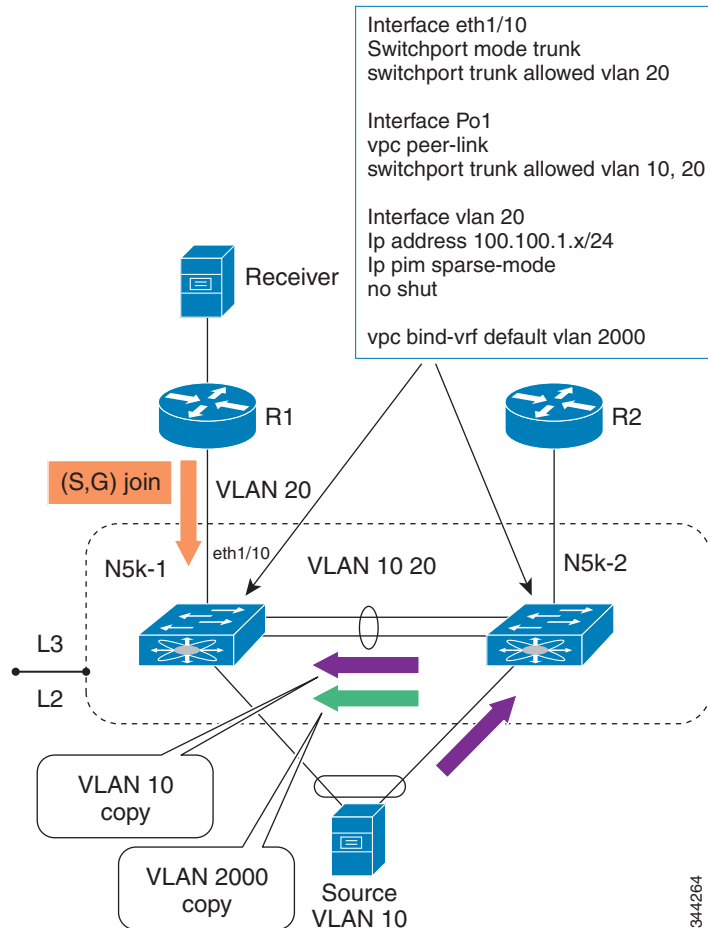 Interface eth1/10
Switchport mode trunk
switchport trunk allowed vlan 20
Interface Po1
vpc peer-link
switchport trunk allowed vlan 10, 20
Interface vlan 20
Ip address 100.100.1.x/24
Ip pim sparse-mode
no shut
vpc bind-vrf default vlan 2000
Receiver
R1
R2
(S,G) join
VLAN 20
eth1/10
N5k-1
VLAN 10 20
N5k-2
L3
L2
VLAN 10
copy
VLAN 2000
copy
Source
VLAN 10
344264